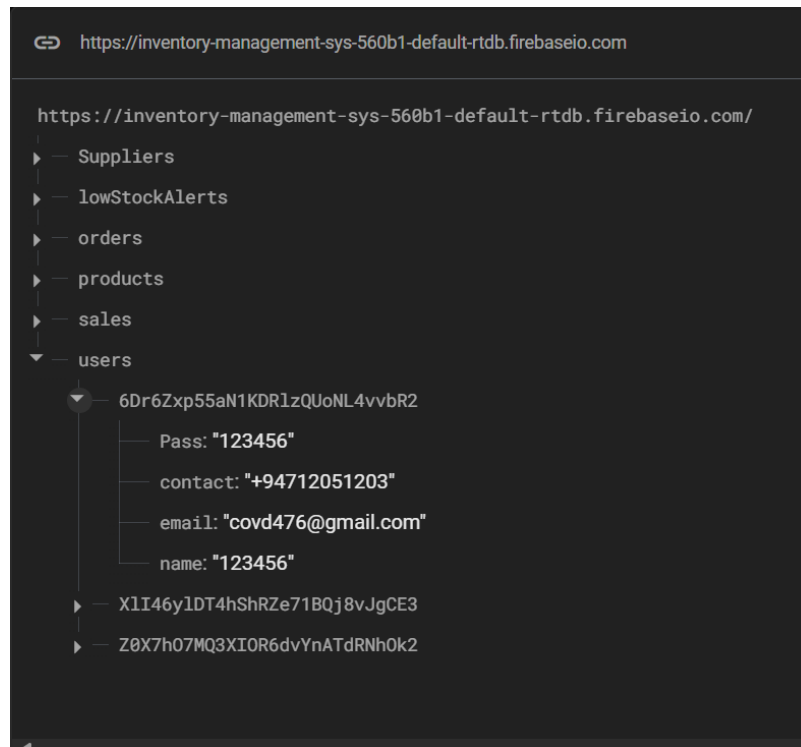 https://inventory-management-sys-560b1-default-rtdb.firebaseio.com
https://inventory-management-sys-560b1-default-rtdb.firebaseio.com/
Suppliers
lowStockAlerts
orders
products
sales
users
6Dr6Zxp55aN1KDRlzQUoNL4vvbR2
Pass: "123456"
contact: "+94712051203"
email: "covd476@gmail.com"
name: "123456"
XlI46ylDT4hShRZe71BQj8vJgCE3
Z0X7hO7MQ3XIOR6dvYnATdRNhOk2